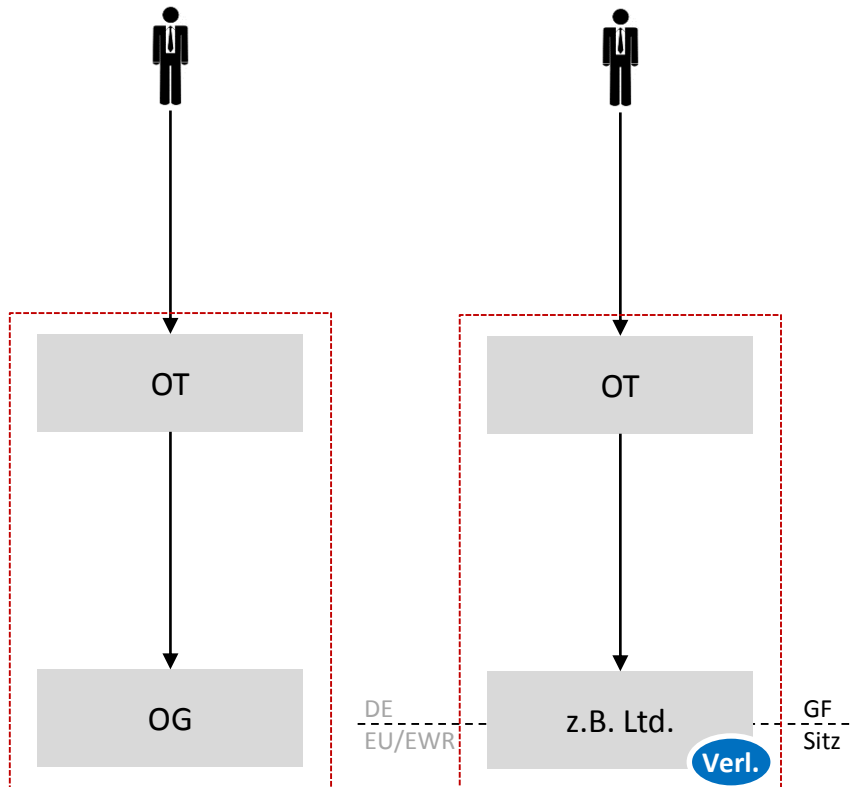 OT
OT
OG
DE
EU/EWR
z.B. Ltd.
GF
Sitz
Verl.